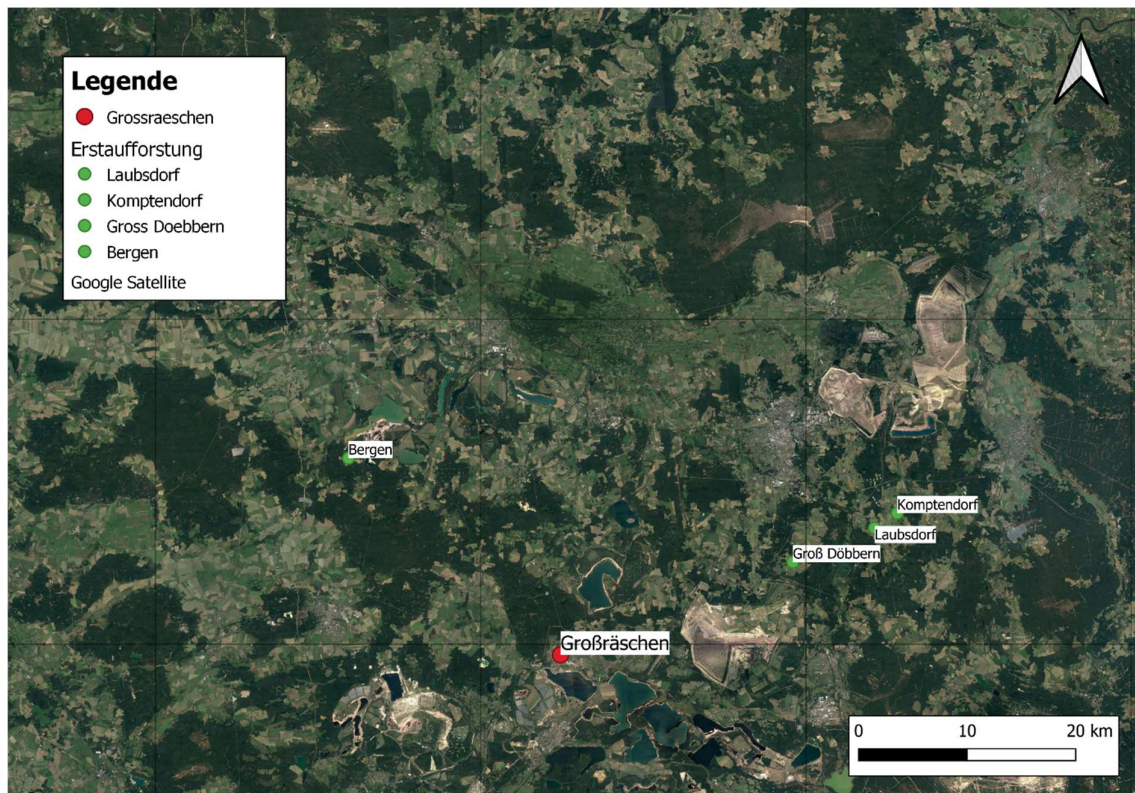 Legende
Grossraeschen
Erstaufforstung
Laubsdorf
Komptendorf
Gross Doebbern
Bergen
Google Satellite
Bergen
Komptendorf
Laubsdorf
Groß Döbbern
Großräschen
0 10 20 km